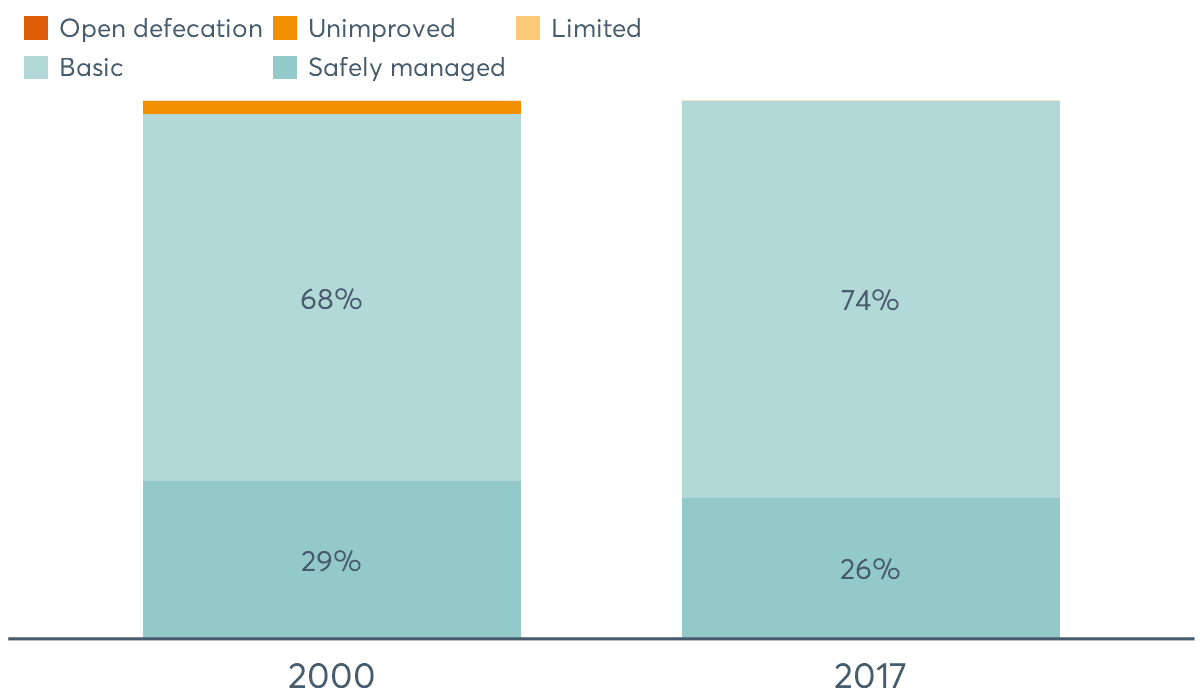 Open defecation Unimproved Limited
Basic Safely managed
68% 74%
29% 26%
2000 2017